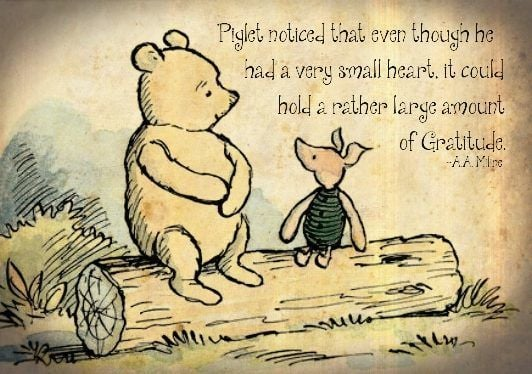 Piglet noticed that even though he
had a very small heart, it could
hold a rather large amount
of Gratitude.
-A.A. Milne